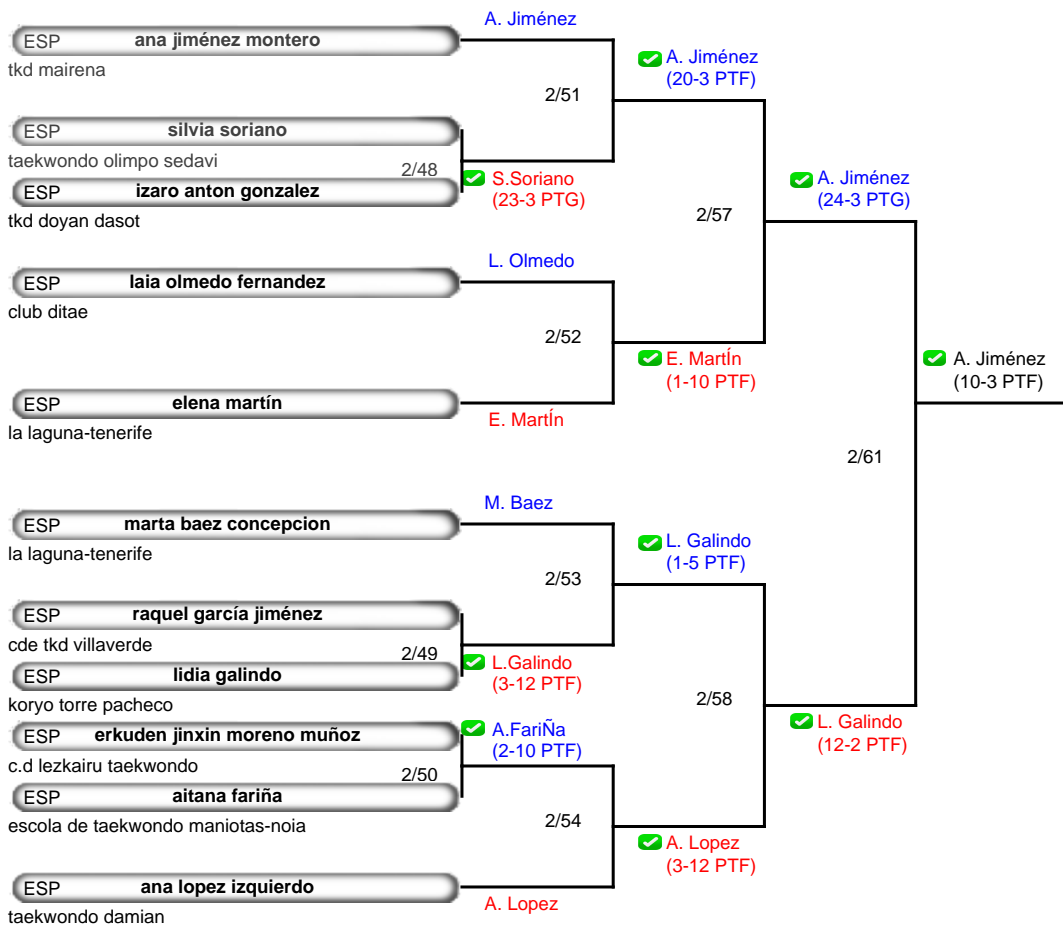 A. Jiménez
ESP ana jiménez montero
tkd mairena
A. Jiménez
(20-3 PTF)
2/51
ESP silvia soriano
taekwondo olimpo sedavi
2/48
S.Soriano
(23-3 PTG)
ESP izaro anton gonzalez
tkd doyan dasot
A. Jiménez
(24-3 PTG)
2/57
L. Olmedo
ESP laia olmedo fernandez
club ditae
2/52
E. MartÍn
(1-10 PTF)
A. Jiménez
(10-3 PTF)
ESP elena martín
la laguna-tenerife
E. MartÍn
2/61
M. Baez
ESP marta baez concepcion
la laguna-tenerife
L. Galindo
(1-5 PTF)
2/53
ESP raquel garcía jiménez
cde tkd villaverde
2/49
L.Galindo
(3-12 PTF)
ESP lidia galindo
koryo torre pacheco
2/58
L. Galindo
(12-2 PTF)
ESP erkuden jinxin moreno muñoz
c.d lezkairu taekwondo
A.FariÑa
(2-10 PTF)
2/50
ESP aitana fariña
escola de taekwondo maniotas-noia
2/54
A. Lopez
(3-12 PTF)
ESP ana lopez izquierdo
taekwondo damian
A. Lopez